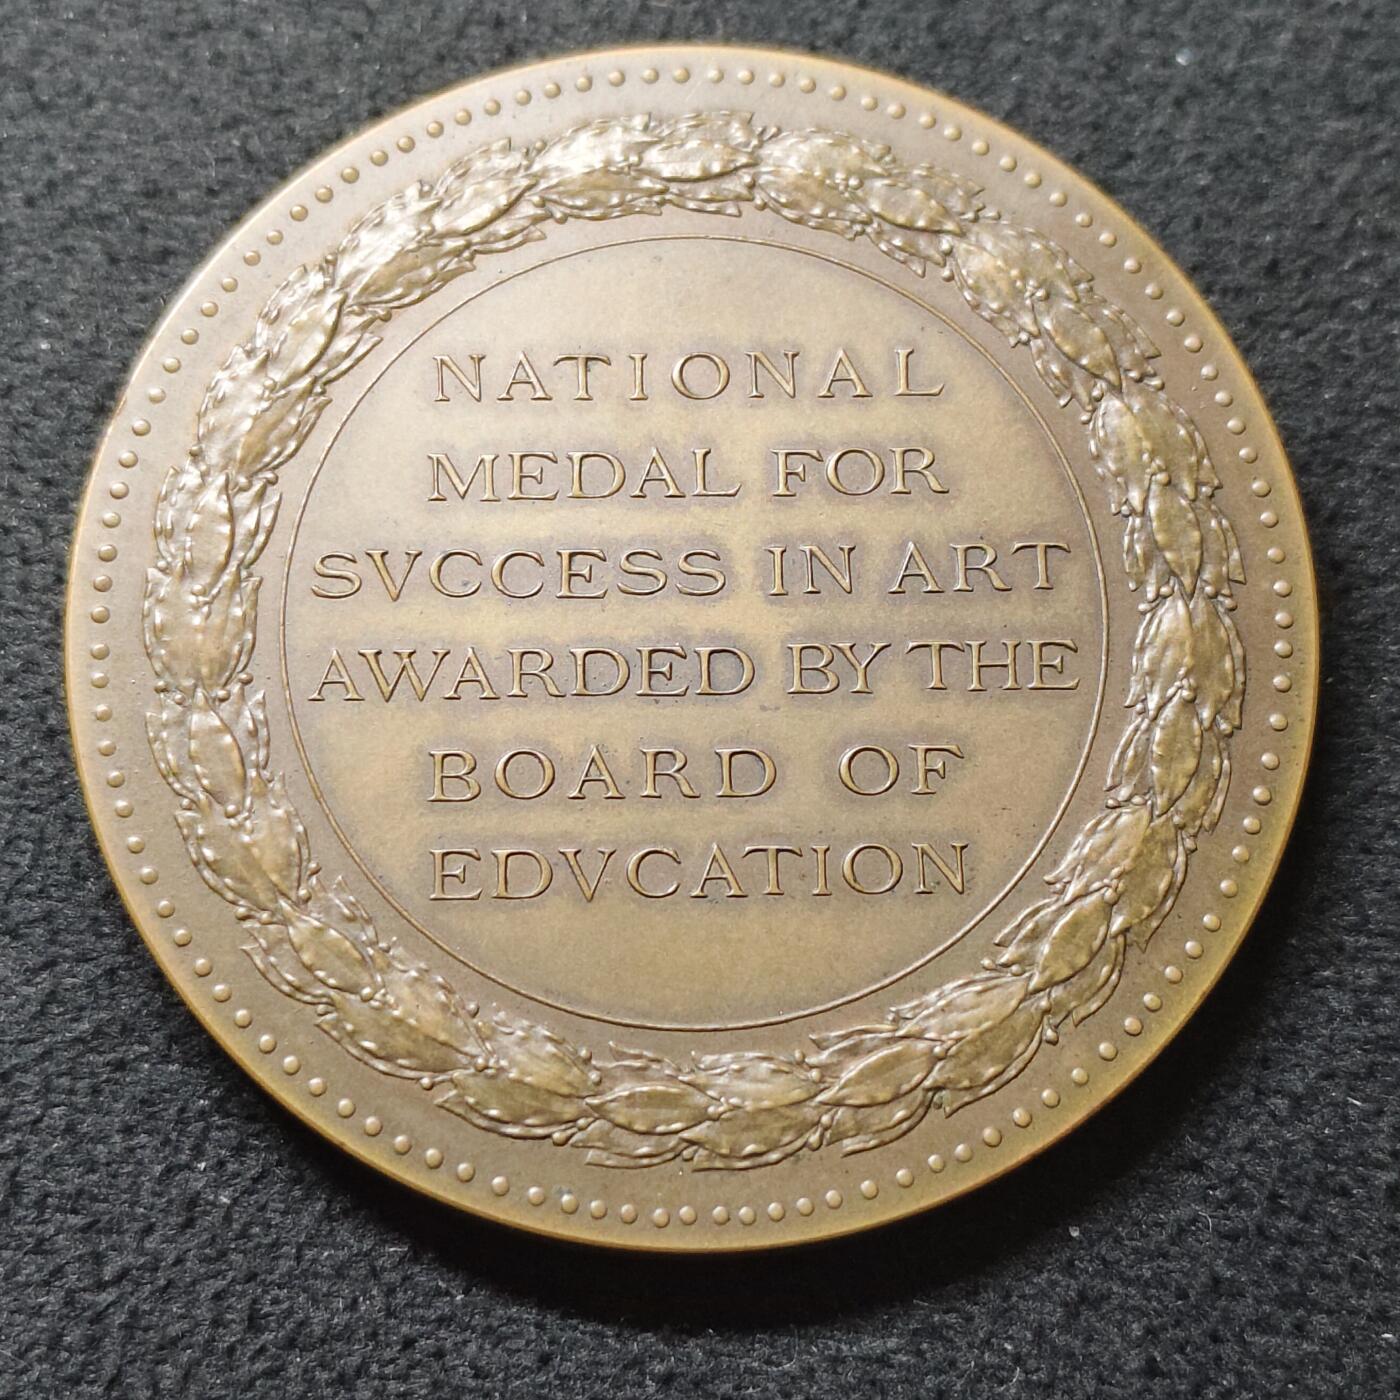 NATIONAL
MEDAL FOR
SVCCESS IN ART
AWARDED BY THE
BOARD OF
EDVCATION